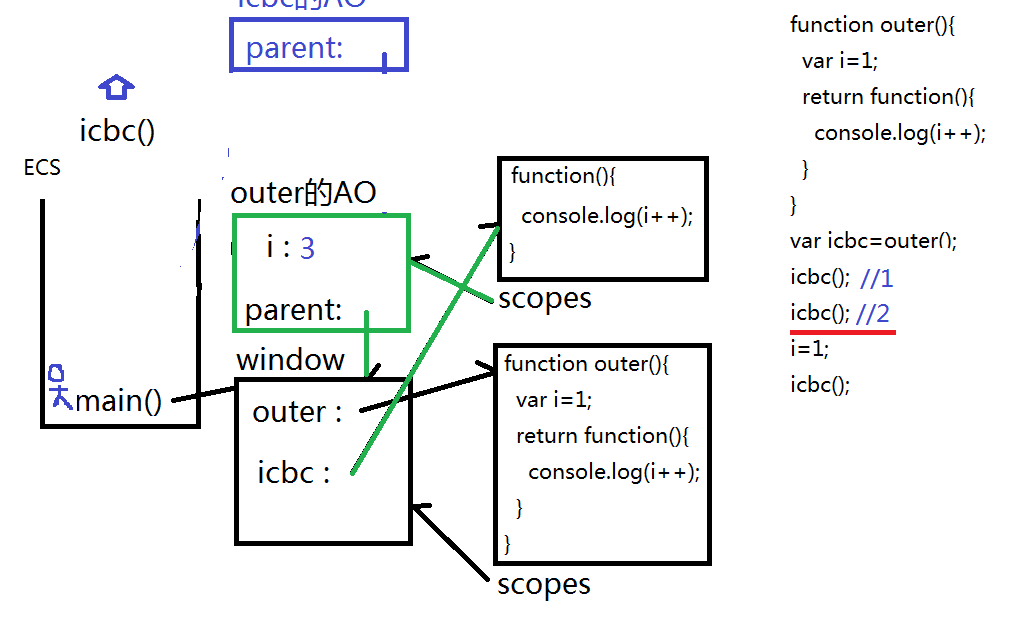 icbc的AO
parent:
icbc()
ECS
outer的AO
i : 3
parent:
window
main()
outer :
icbc :
function(){
console.log(i++);
}
scopes
function outer(){
var i=1;
return function(){
console.log(i++);
}
}
scopes
function outer(){
var i=1;
return function(){
console.log(i++);
}
}
var icbc=outer();
icbc(); //1
icbc(); //2
i=1;
icbc();